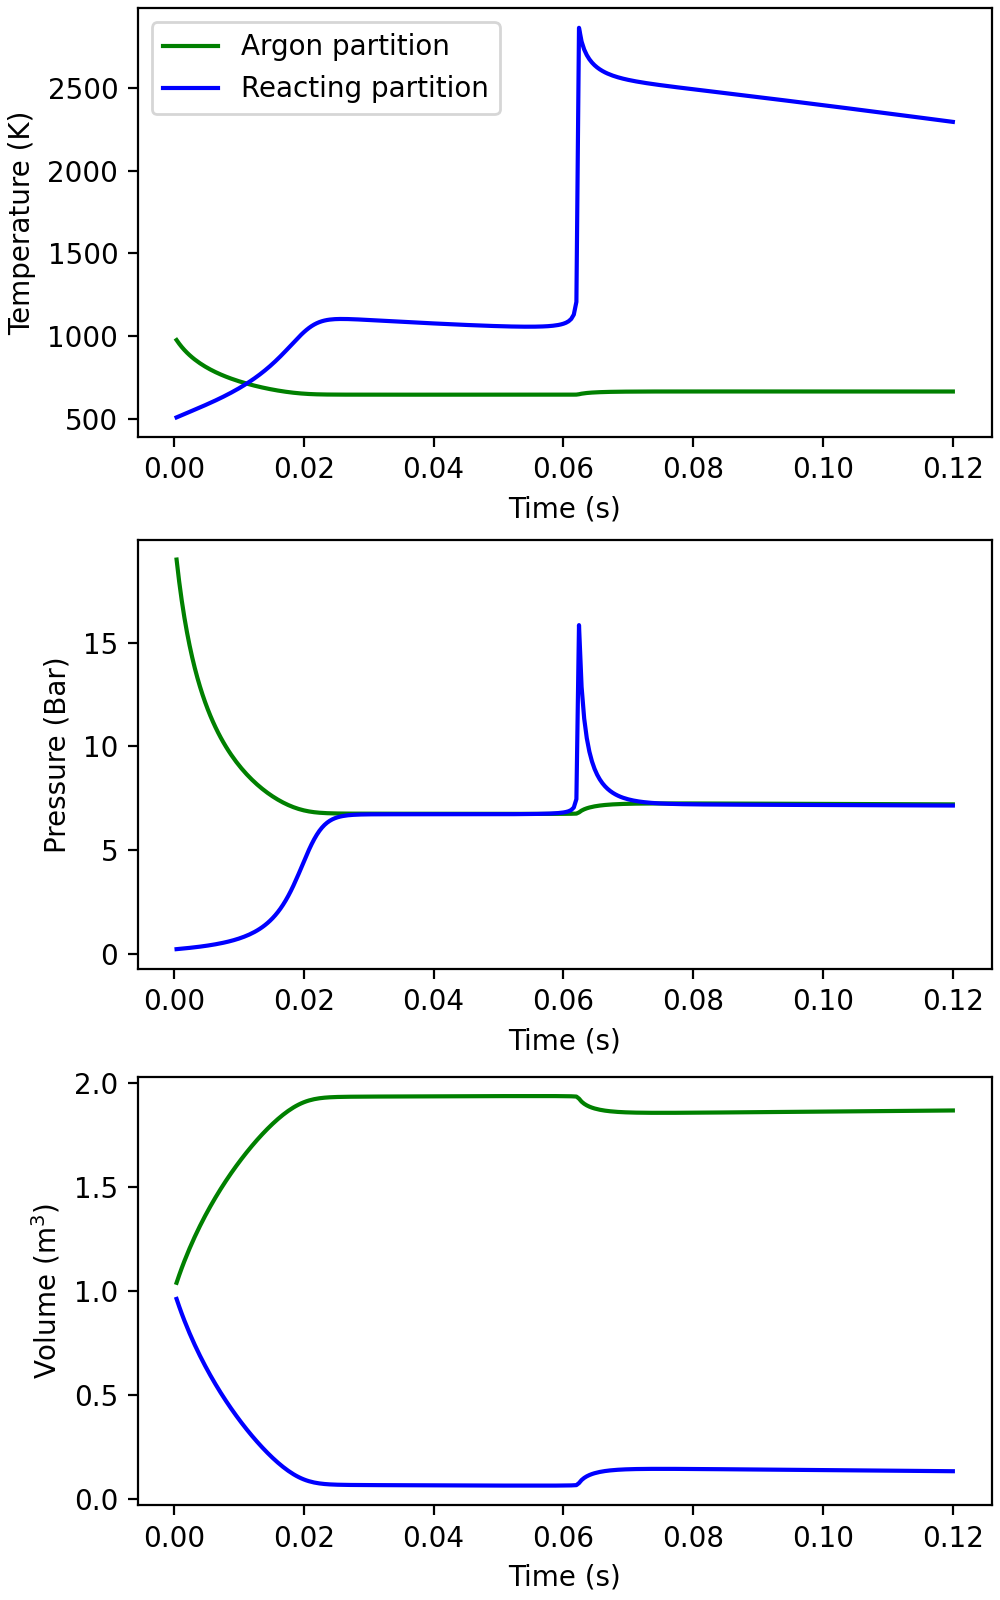 Argon partition
Reacting partition
Temperature (K)
2500
2000
1500
1000
500
0.00 0.02 0.04 0.06 0.08 0.10 0.12
Time (s)
Pressure (Bar)
15
10
5
0
0.00 0.02 0.04 0.06 0.08 0.10 0.12
Time (s)
Volume (m³)
2.0
1.5
1.0
0.5
0.0
0.00 0.02 0.04 0.06 0.08 0.10 0.12
Time (s)